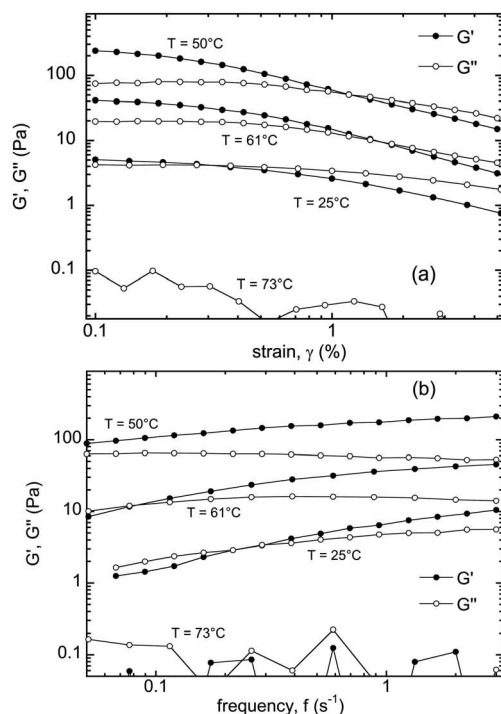 T = 50°C
G'
G''
100
10
T = 61°C
1
T = 25°C
0.1
T = 73°C
(a)
G', G'' (Pa)
0.1
1
strain, γ (%)
(b)
T = 50°C
100
10
T = 61°C
T = 25°C
1
G'
G''
T = 73°C
0.1
G', G'' (Pa)
0.1
1
frequency, f (s⁻¹)